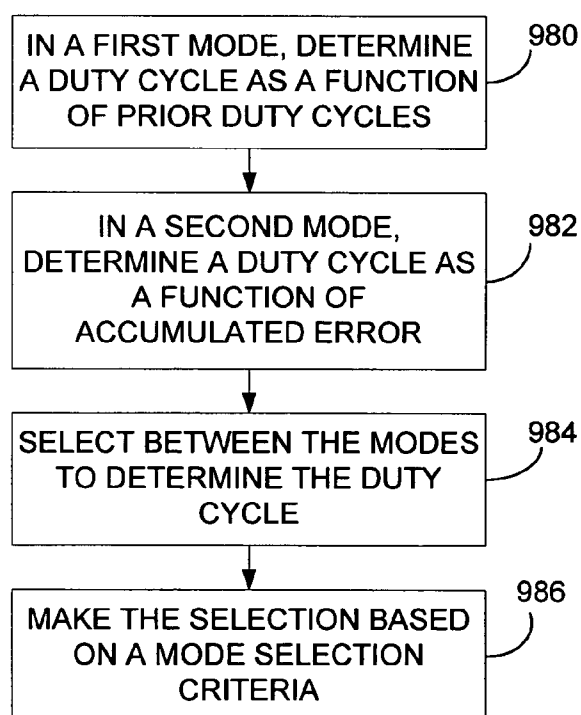 IN A FIRST MODE, DETERMINE
A DUTY CYCLE AS A FUNCTION
OF PRIOR DUTY CYCLES
980
IN A SECOND MODE,
DETERMINE A DUTY CYCLE AS
A FUNCTION OF
ACCUMULATED ERROR
982
SELECT BETWEEN THE MODES
TO DETERMINE THE DUTY
CYCLE
984
MAKE THE SELECTION BASED
ON A MODE SELECTION
CRITERIA
986